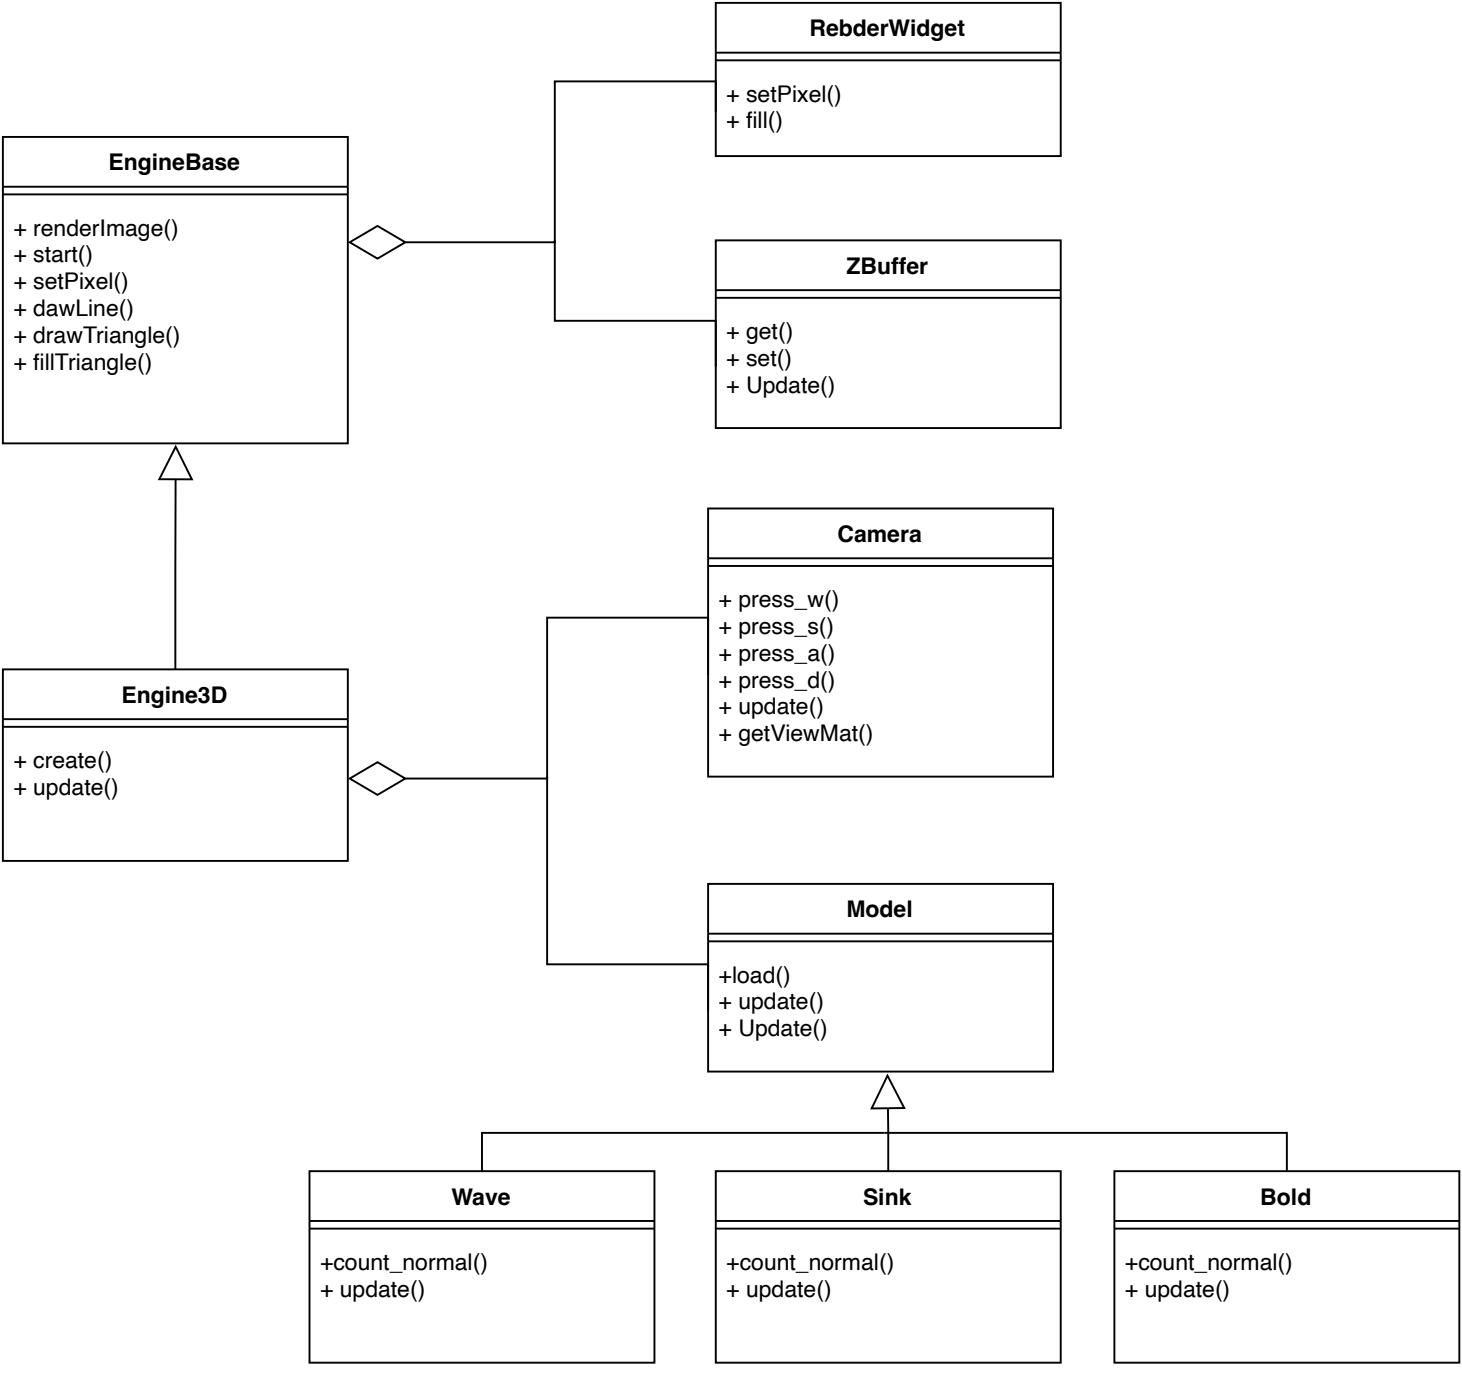 RebderWidget
+ setPixel()
+ fill()
EngineBase
+ renderImage()
+ start()
+ setPixel()
+ dawLine()
+ drawTriangle()
+ fillTriangle()
ZBuffer
+ get()
+ set()
+ Update()
Camera
+ press_w()
+ press_s()
+ press_a()
+ press_d()
+ update()
+ getViewMat()
Engine3D
+ create()
+ update()
Model
+load()
+ update()
+ Update()
Wave
+count_normal()
+ update()
Sink
+count_normal()
+ update()
Bold
+count_normal()
+ update()